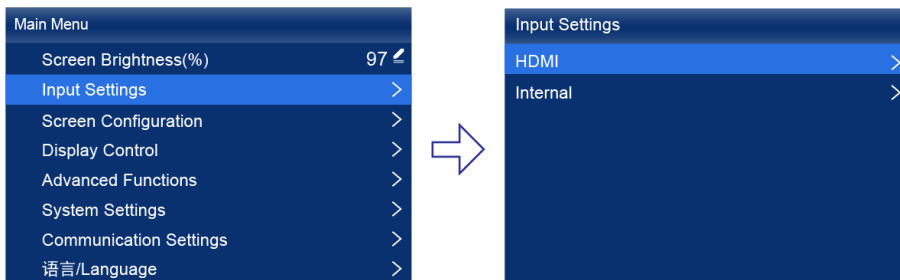 Main Menu
Screen Brightness(%) 97
Input Settings
Screen Configuration
Display Control
Advanced Functions
System Settings
Communication Settings
语言/Language
Input Settings
HDMI
Internal